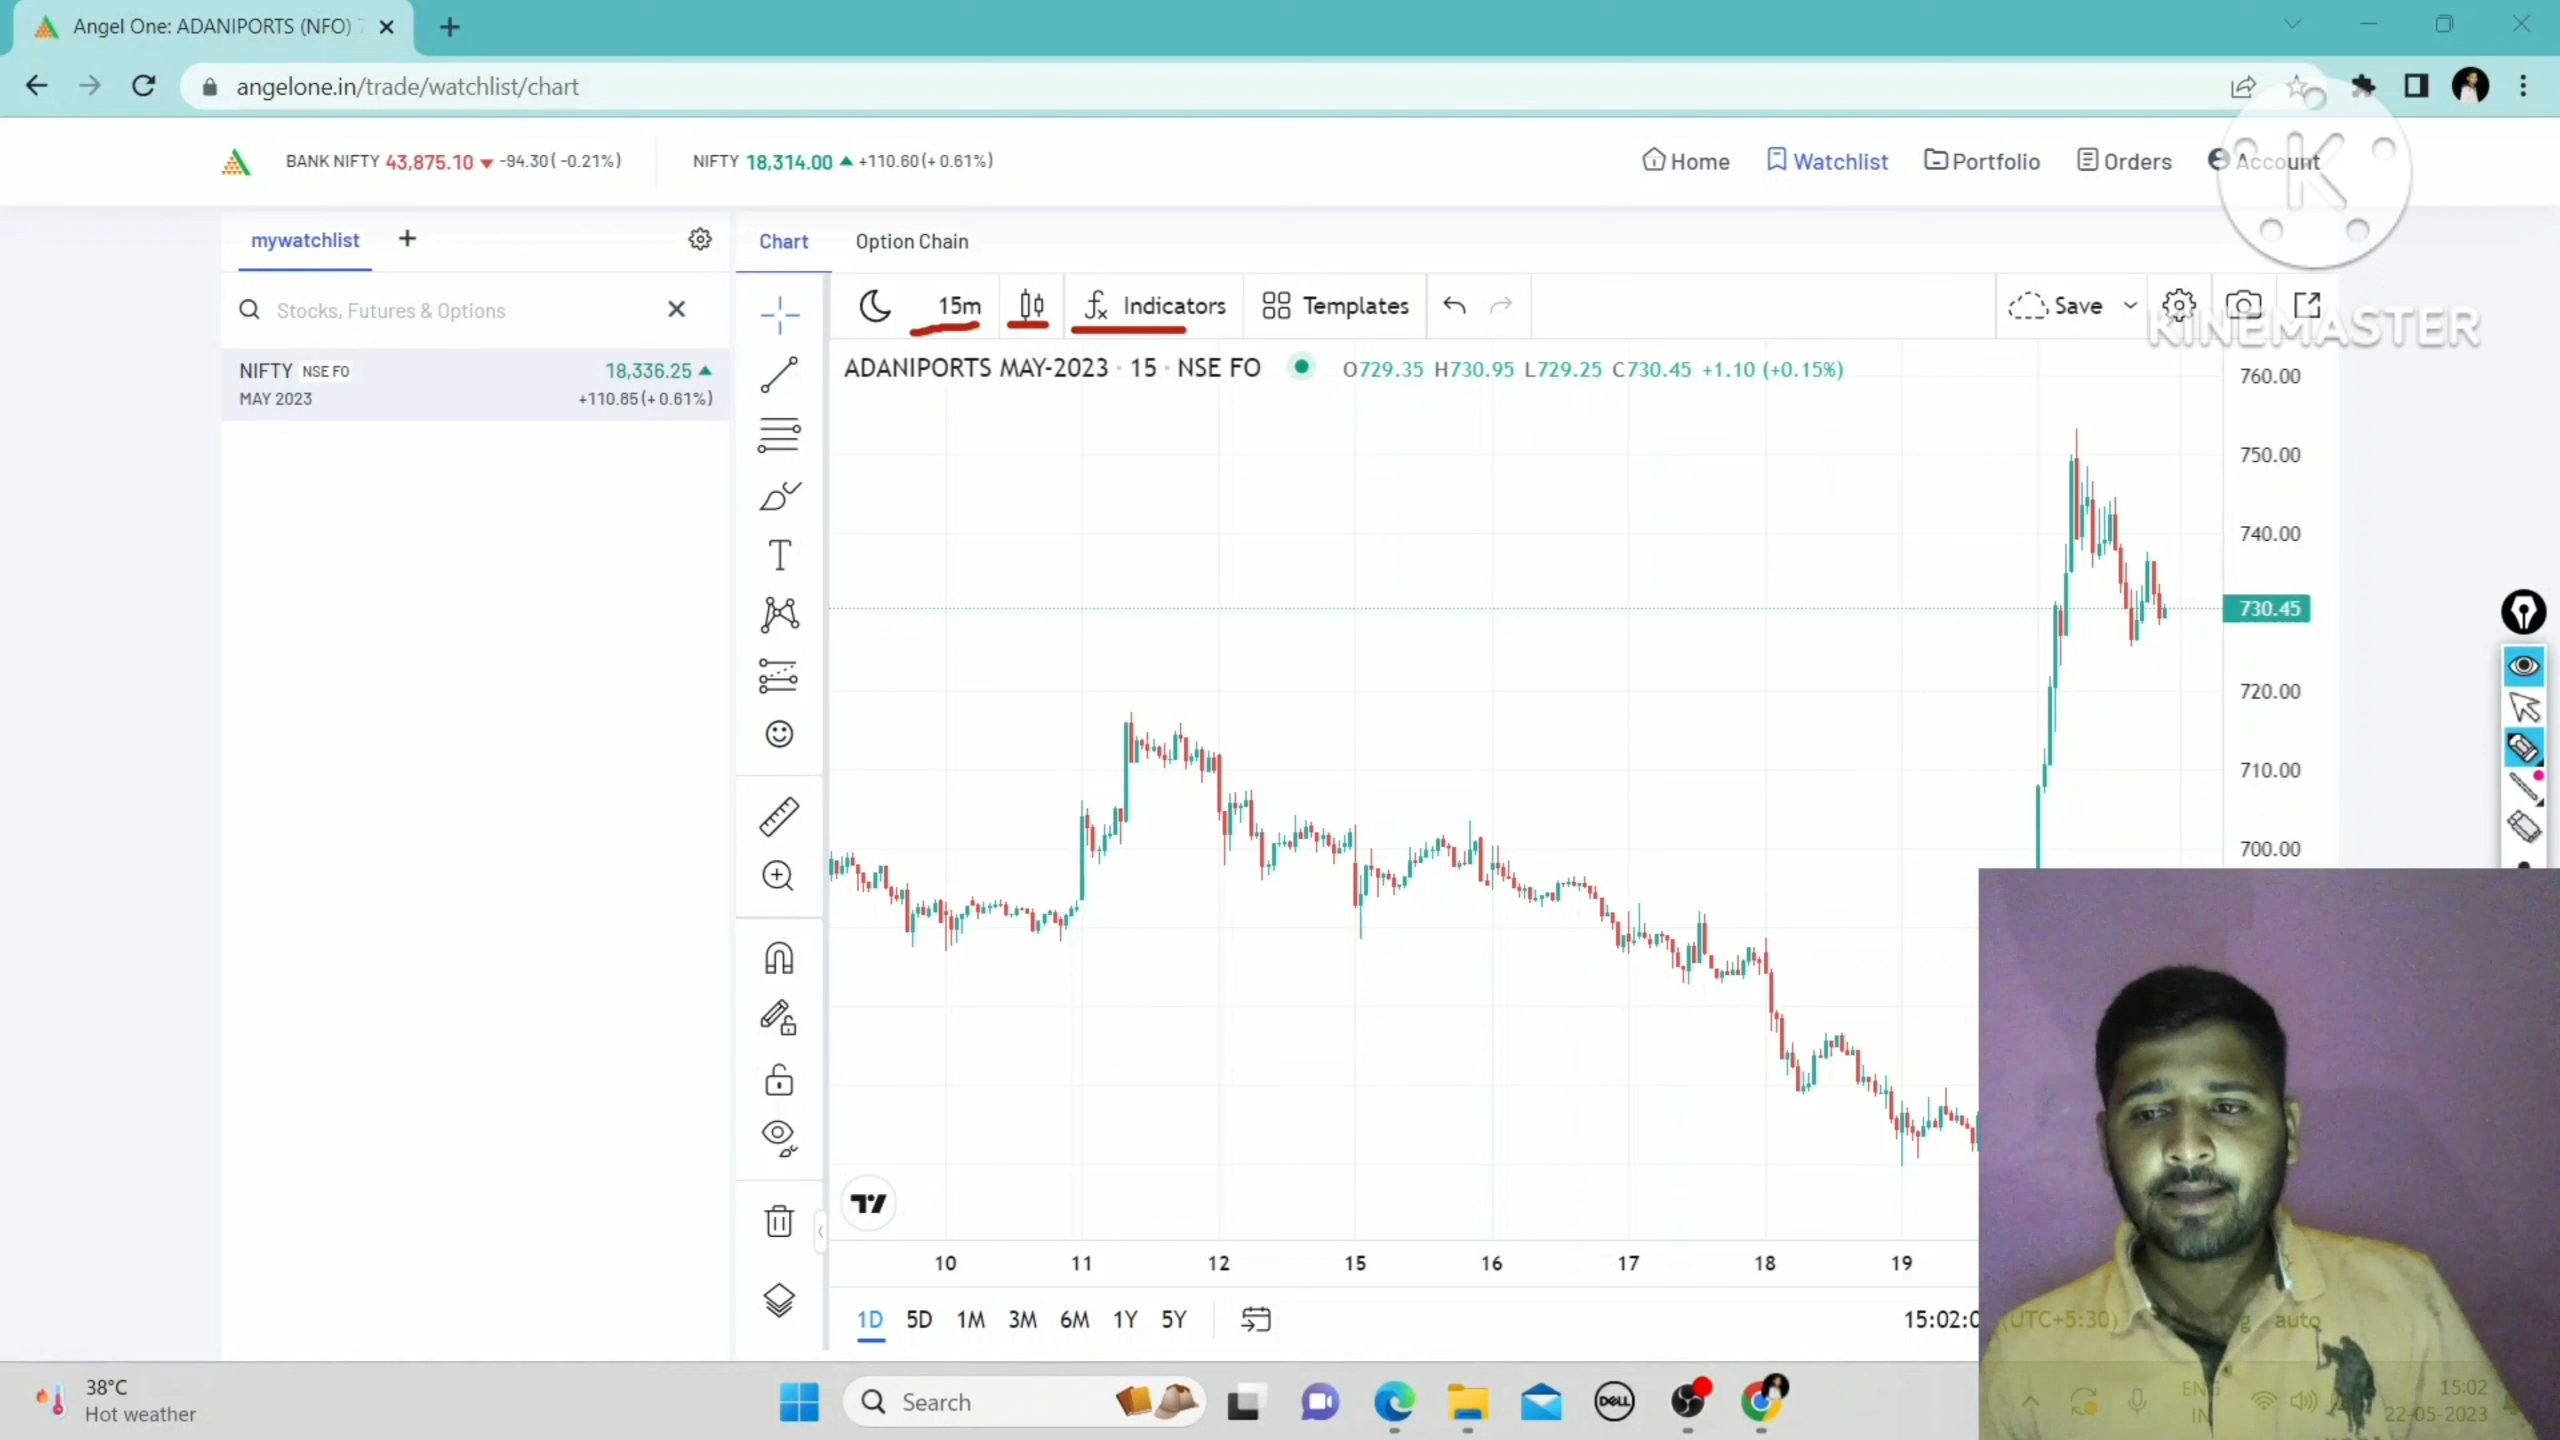 Angel One: ADANIPORTS (NFO) 7
angelone.in/trade/watchlist/chart
BANK NIFTY 43,875.10 -94.30( -0.21%) NIFTY 18,314.00 +110.60(+ 0.61%)
Home Watchlist Portfolio Orders Account
K
KINEMASTER
mywatchlist +
Chart Option Chain
Stocks, Futures & Options
15m Indicators Templates Save
NIFTY NSE FO 18,336.25
MAY 2023 +110.85(+ 0.61%)
ADANIPORTS MAY-2023 · 15 · NSE FO O729.35 H730.95 L729.25 C730.45 +1.10 (+0.15%)
760.00
750.00
740.00
730.45
720.00
710.00
700.00
10 11 12 15 16 17 18 19
1D 5D 1M 3M 6M 1Y 5Y 15:02:0 (UTC+5:30) g auto
38°C
Hot weather
Search
DELL
ENG
IN
15:02
22-05-2023